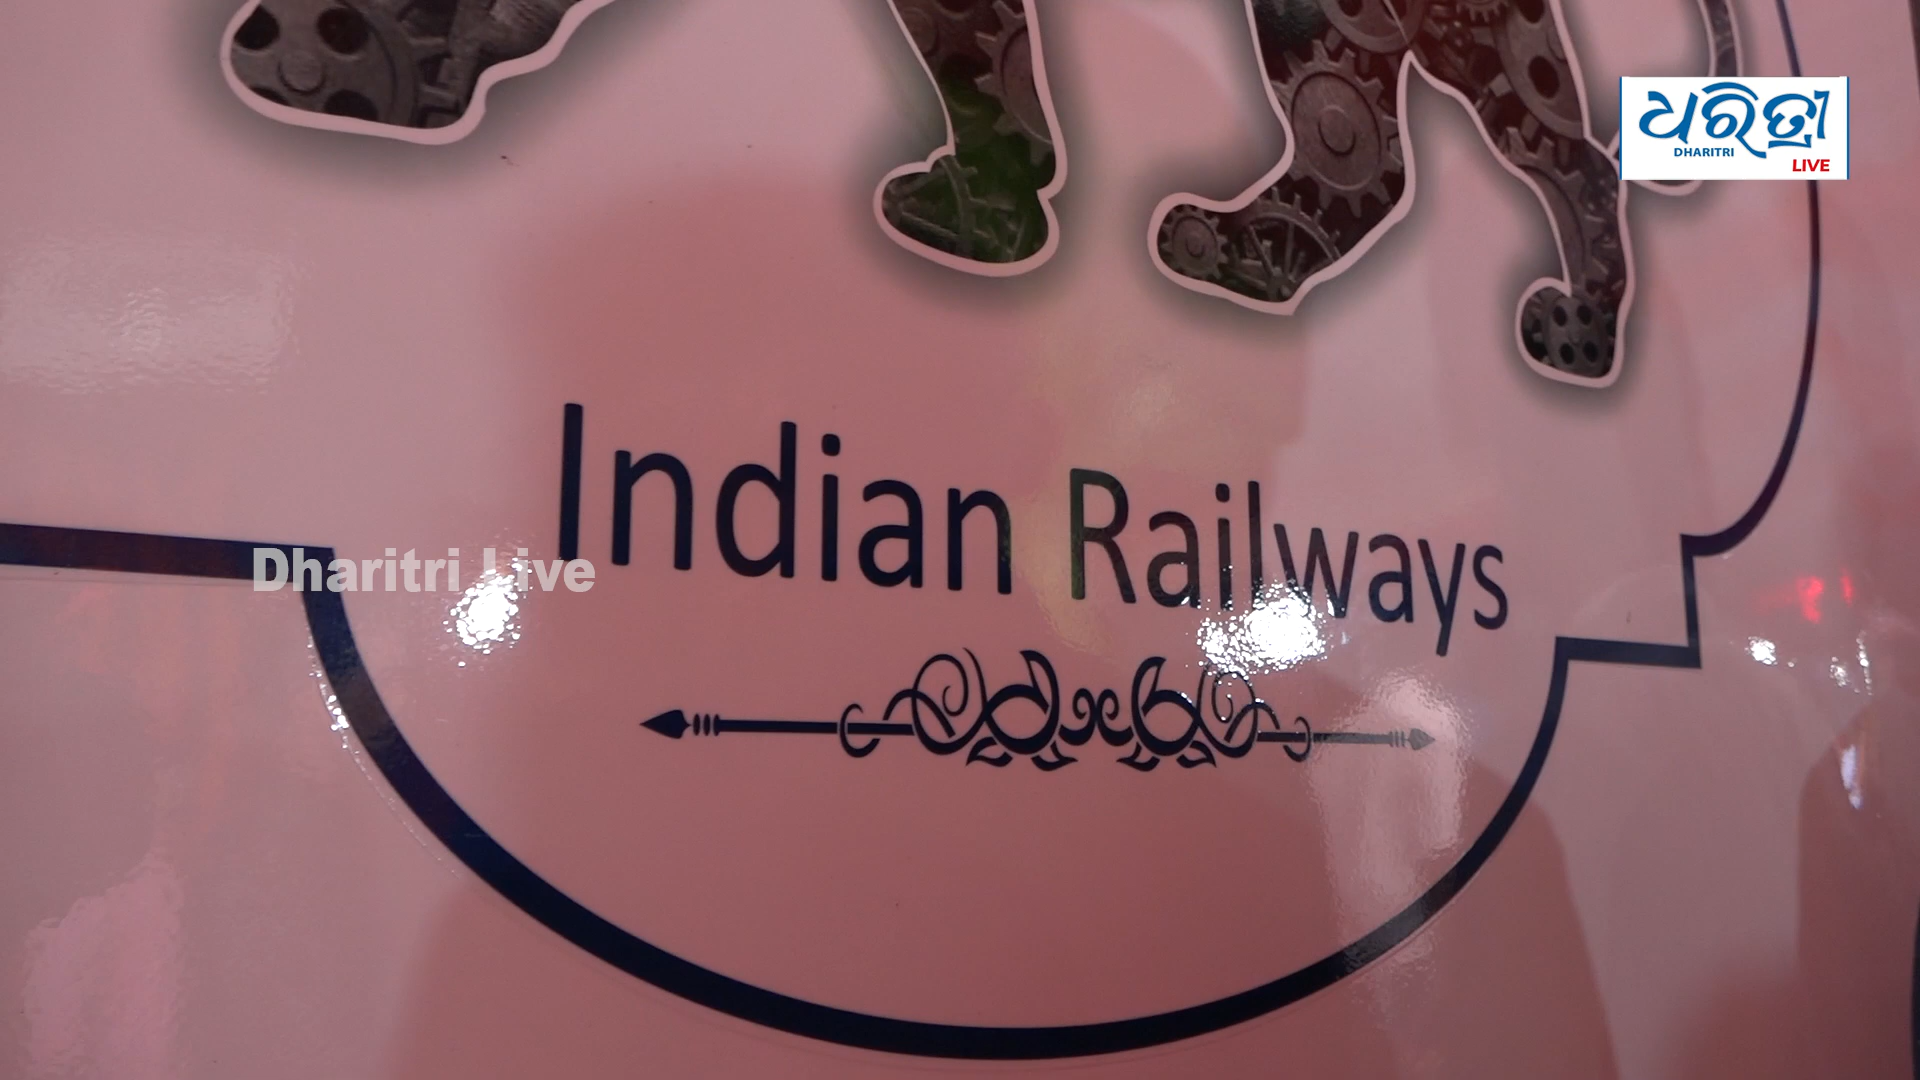 ଧରିତ୍ରୀ
DHARITRI
LIVE
Indian Railways
Dharitri Live